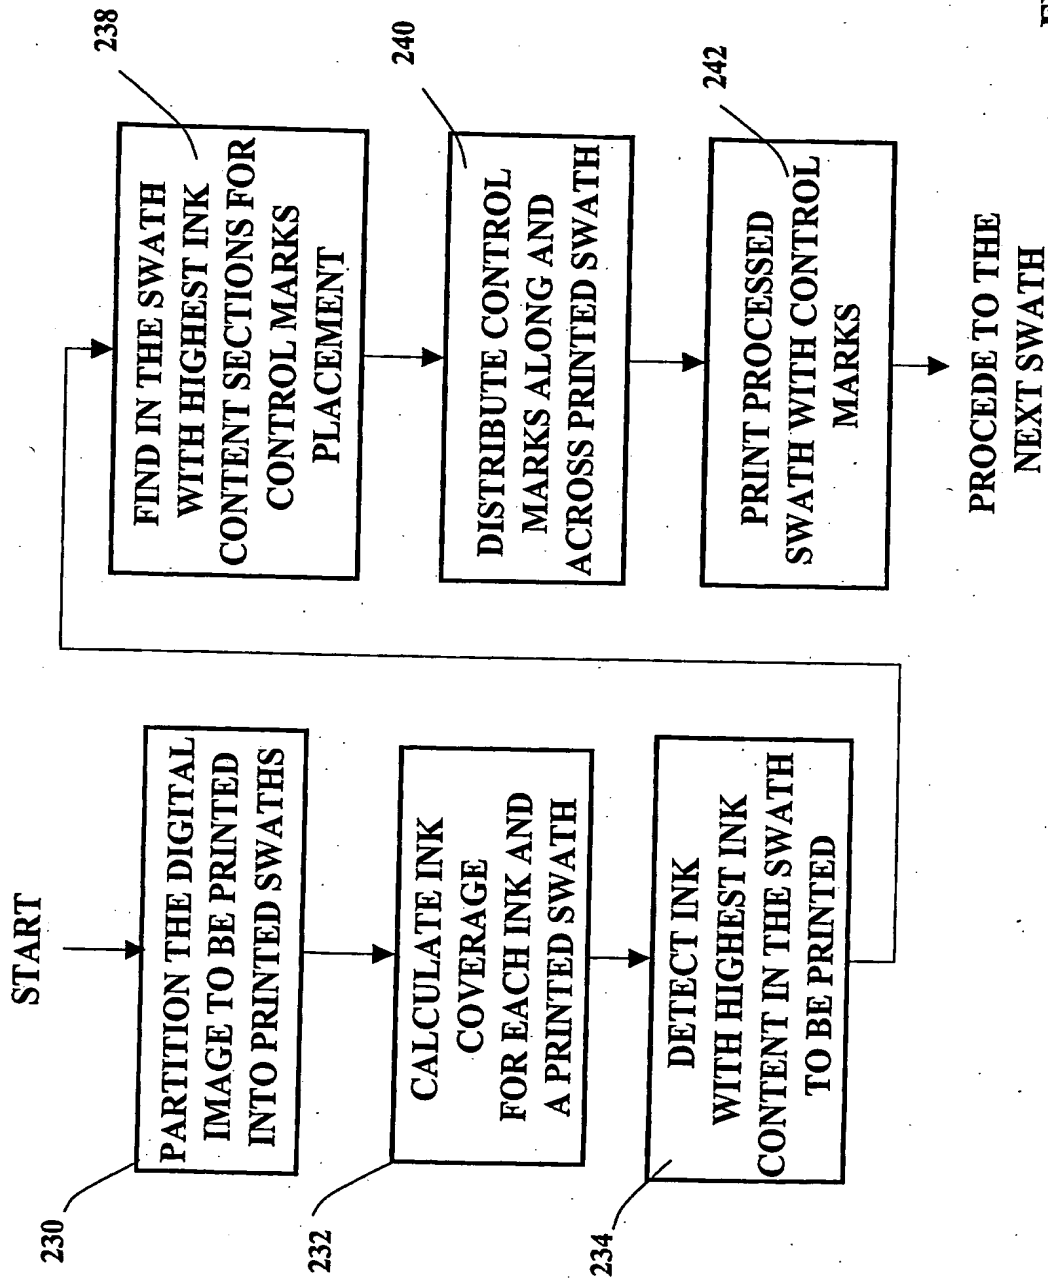 START
230
PARTITION THE DIGITAL
IMAGE TO BE PRINTED
INTO PRINTED SWATHS
232
CALCULATE INK
COVERAGE
FOR EACH INK AND
A PRINTED SWATH
234
DETECT INK
WITH HIGHEST INK
CONTENT IN THE SWATH
TO BE PRINTED
238
FIND IN THE SWATH
WITH HIGHEST INK
CONTENT SECTIONS FOR
CONTROL MARKS
PLACEMENT
240
DISTRIBUTE CONTROL
MARKS ALONG AND
ACROSS PRINTED SWATH
242
PRINT PROCESSED
SWATH WITH CONTROL
MARKS
PROCEDE TO THE
NEXT SWATH